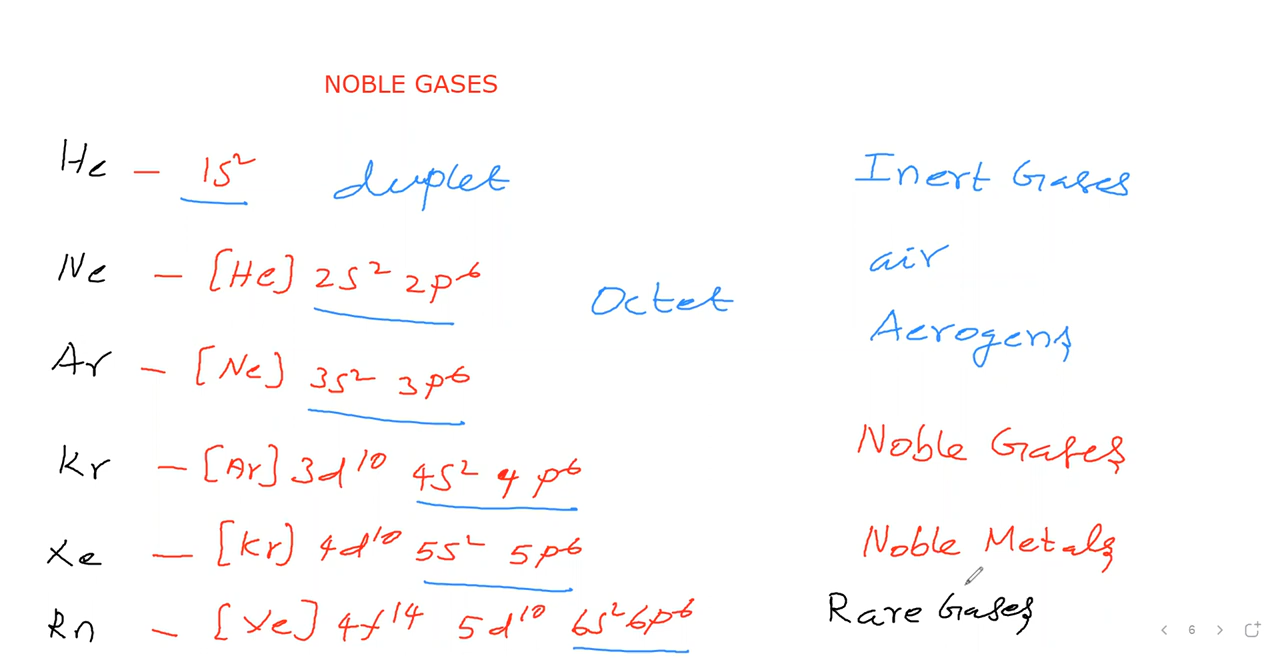 NOBLE GASES
He - 1s² duplet
Ne - [He] 2s² 2p⁶
Octet
Ar - [Ne] 3s² 3p⁶
Kr - [Ar] 3d¹⁰ 4s² 4p⁶
Xe - [Kr] 4d¹⁰ 5s² 5p⁶
Rn - [Xe] 4f¹⁴ 5d¹⁰ 6s² 6p⁶
Inert Gases
air
Aerogens
Noble Gases
Noble Metals
Rare Gases
6